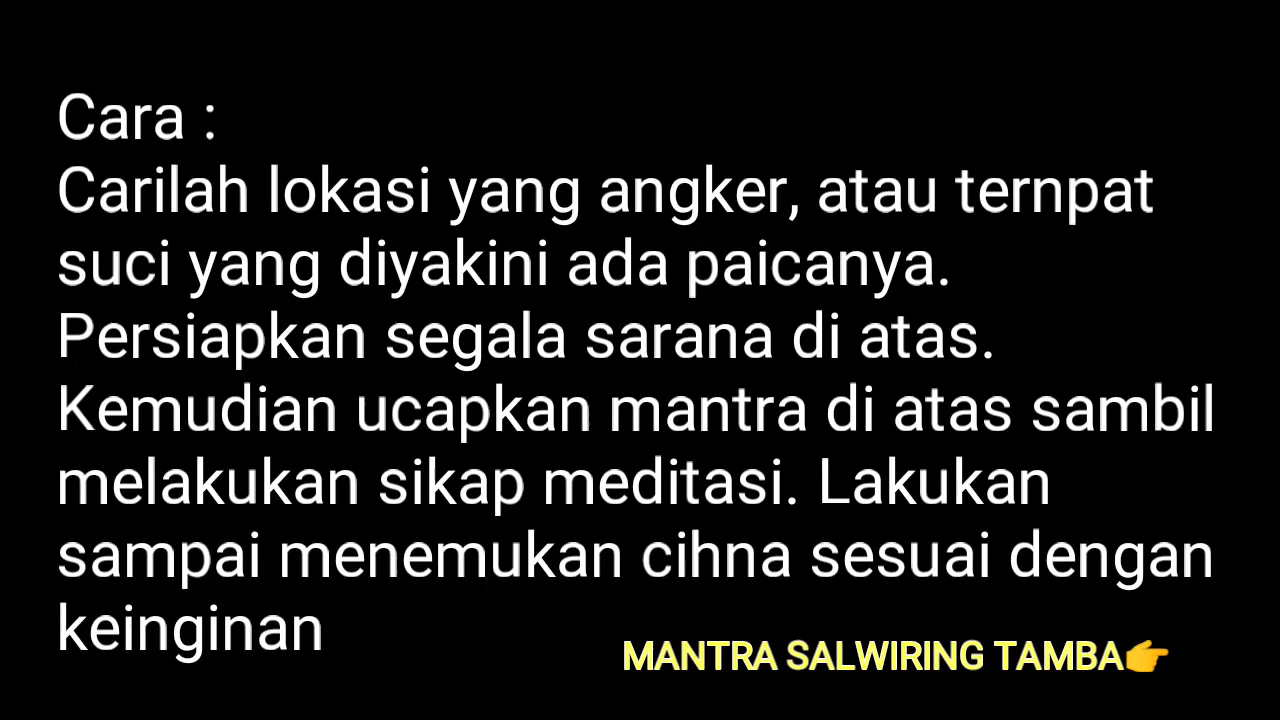 Cara :
Carilah lokasi yang angker, atau ternpat
suci yang diyakini ada paicanya.
Persiapkan segala sarana di atas.
Kemudian ucapkan mantra di atas sambil
melakukan sikap meditasi. Lakukan
sampai menemukan cihna sesuai dengan
keinginan
MANTRA SALWIRING TAMBA👉